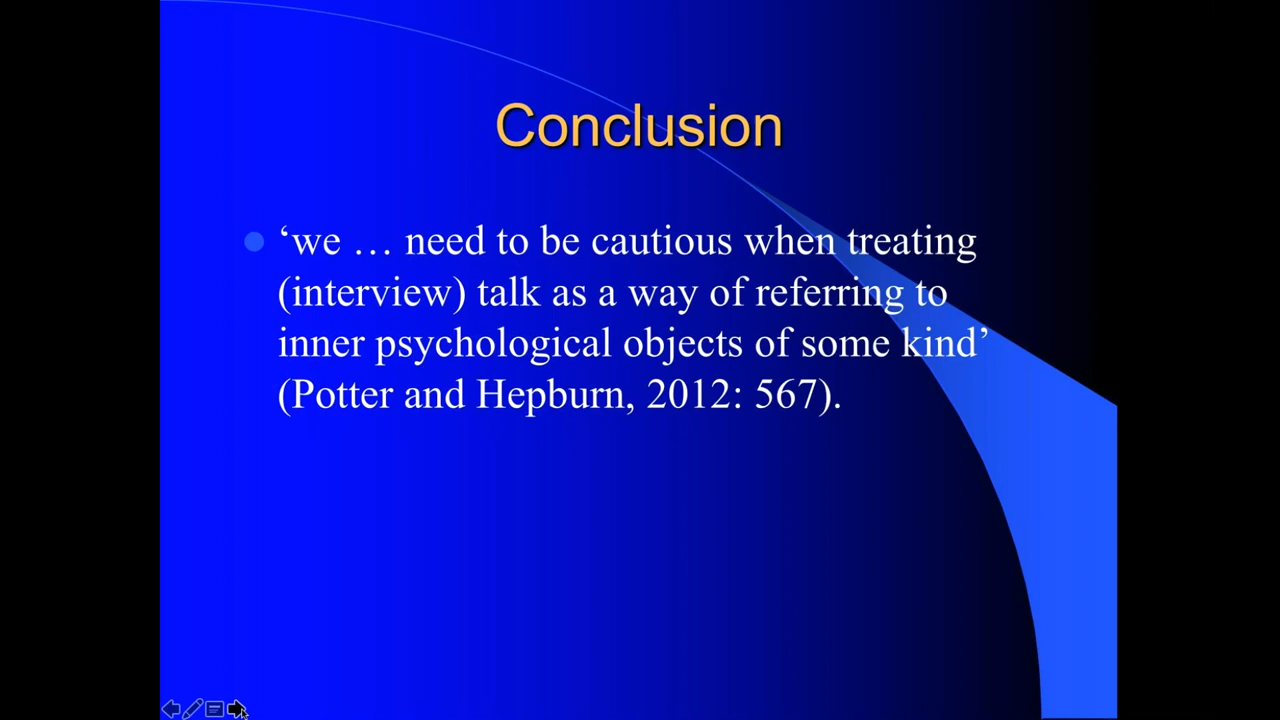 Conclusion
‘we … need to be cautious when treating
(interview) talk as a way of referring to
inner psychological objects of some kind’
(Potter and Hepburn, 2012: 567).